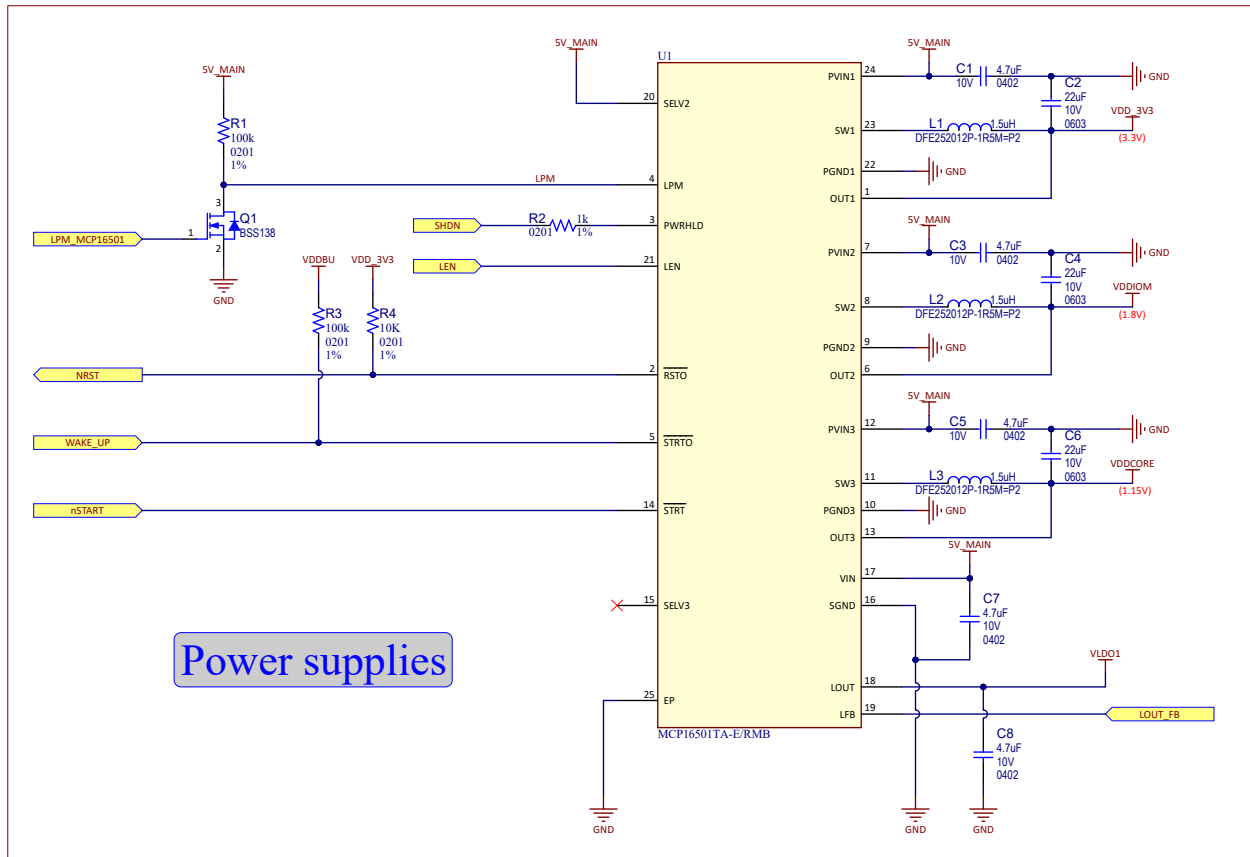 5V_MAIN
R1
100k
0201
1%
LPM_MCP16501
1
3
2
Q1
BSS138
GND
LPM
SHDN
R2
0201
1k
1%
LEN
VDDBU
VDD_3V3
R3
100k
0201
1%
R4
10K
0201
1%
NRST
WAKE_UP
nSTART
Power supplies
GND
5V_MAIN
U1
20 SELV2
4 LPM
3 PWRHLD
21 LEN
2 RSTO
5 STRTO
14 STRT
15 SELV3
25 EP
PVIN1 24
SW1 23
PGND1 22
OUT1 1
PVIN2 7
SW2 8
PGND2 9
OUT2 6
PVIN3 12
SW3 11
PGND3 10
OUT3 13
VIN 17
SGND 16
LOUT 18
LFB 19
MCP16501TA-E/RMB
5V_MAIN
C1
10V
4.7uF
0402
GND
C2
22uF
10V
0603
VDD_3V3
(3.3V)
L1
1.5uH
DFE252012P-1R5M=P2
GND
5V_MAIN
C3
10V
4.7uF
0402
GND
C4
22uF
10V
0603
VDDIOM
(1.8V)
L2
1.5uH
DFE252012P-1R5M=P2
GND
5V_MAIN
C5
10V
4.7uF
0402
GND
C6
22uF
10V
0603
VDDCORE
(1.15V)
L3
1.5uH
DFE252012P-1R5M=P2
GND
5V_MAIN
C7
4.7uF
10V
0402
VLDO1
LOUT_FB
C8
4.7uF
10V
0402
GND
GND